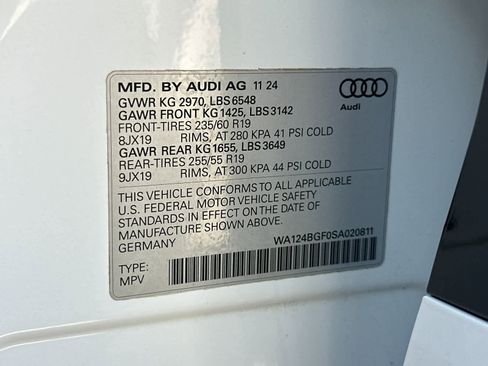 MFD. BY AUDI AG 11 24
GVWR KG 2970, LBS 6548
GAWR FRONT KG 1425, LBS 3142
FRONT-TIRES 235/60 R19
8JX19 RIMS, AT 280 KPA 41 PSI COLD
GAWR REAR KG 1655, LBS 3649
REAR-TIRES 255/55 R19
9JX19 RIMS, AT 300 KPA 44 PSI COLD
THIS VEHICLE CONFORMS TO ALL APPLICABLE
U.S. FEDERAL MOTOR VEHICLE SAFETY
STANDARDS IN EFFECT ON THE DATE OF
MANUFACTURE SHOWN ABOVE.
GERMANY WA124BGF0SA020811
TYPE:
MPV
Audi